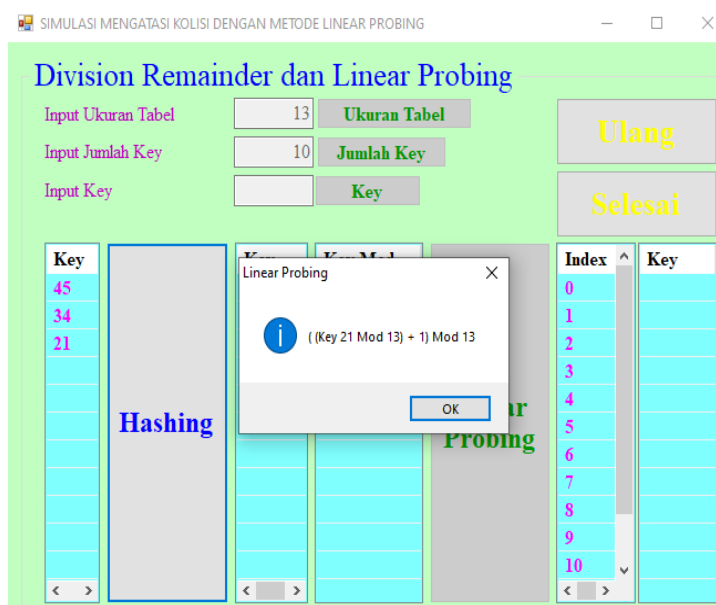 SIMULASI MENGATASI KOLISI DENGAN METODE LINEAR PROBING
Division Remainder dan Linear Probing
Input Ukuran Tabel 13 Ukuran Tabel
Input Jumlah Key 10 Jumlah Key
Input Key Key
Ulang
Selesai
Key
45
34
21
Hashing
Linear Probing
( (Key 21 Mod 13) + 1) Mod 13
OK
Probing
Index Key
0
1
2
3
4
5
6
7
8
9
10